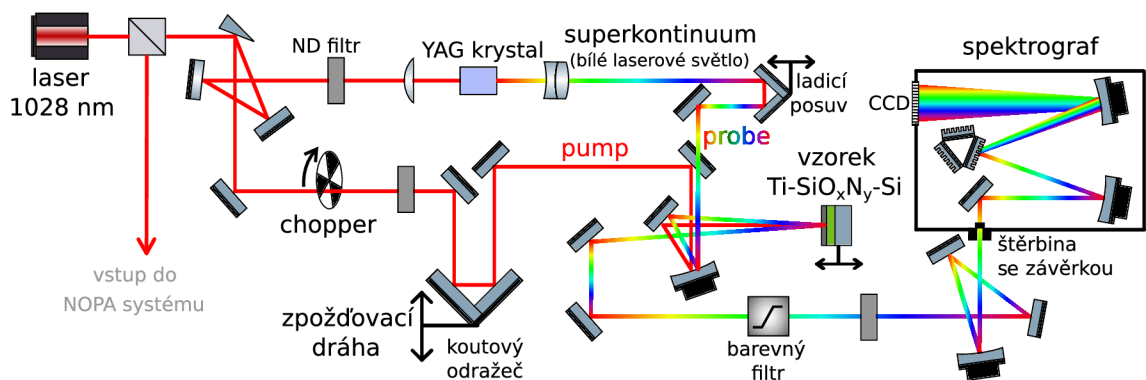 laser
1028 nm
ND filtr
YAG krystal
superkontinuum
(bílé laserové světlo)
ladicí
posuv
spektrograf
CCD
probe
pump
vzorek
Ti-SiOxNy-Si
chopper
vstup do
NOPA systému
zpožďovací
dráha
koutový
odražeč
štěrbina
se závěrkou
barevný
filtr